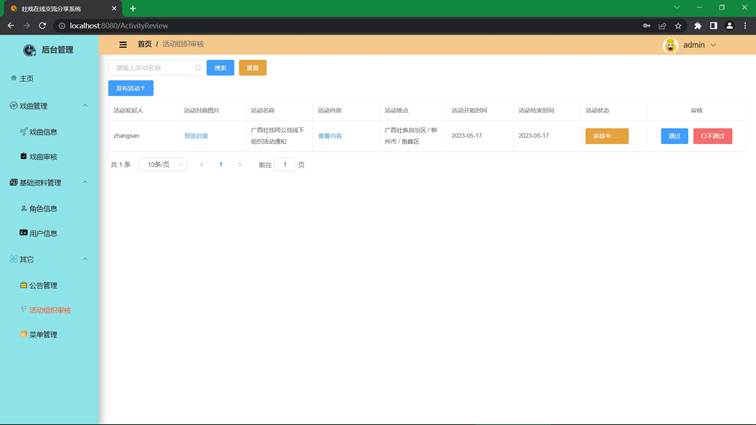 壮戏在线交流分享系统
localhost:8080/ActivityReview
后台管理
首页 / 活动组织审核
admin
主页
戏曲管理
戏曲信息
戏曲审核
基础资料管理
角色信息
用户信息
其它
公告管理
活动组织审核
菜单管理
请输入活动名称
搜索
重置
发布活动
活动发起人 活动封面图片 活动名称 活动内容 活动地点 活动开始时间 活动结束时间 活动状态 审核
zhangsan 预览封面 广西壮戏师公戏线下 查看内容 广西壮族自治区 / 柳 2023-05-17 2023-05-17 审核中...... 通过 不通过
组织活动通知 州市 / 鱼峰区
共 1 条 10条/页 1 前往 1 页